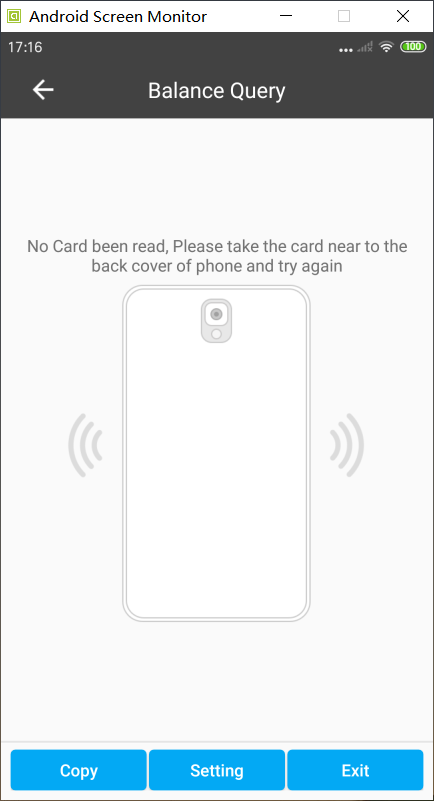 Android Screen Monitor
17:16
100
Balance Query
No Card been read, Please take the card near to the
back cover of phone and try again
Copy
Setting
Exit